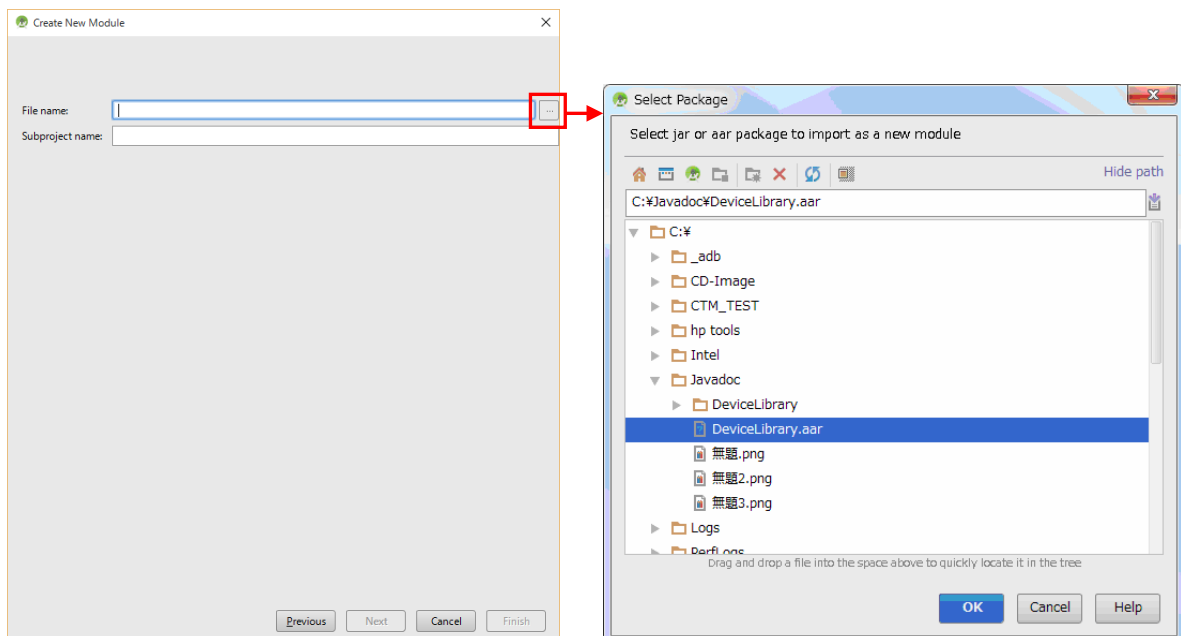 Create New Module
File name:
...
Subproject name:
Previous
Next
Cancel
Finish
Select Package
Select jar or aar package to import as a new module
Hide path
C:¥Javadoc¥DeviceLibrary.aar
C:¥
_adb
CD-Image
CTM_TEST
hp tools
Intel
Javadoc
DeviceLibrary
DeviceLibrary.aar
無題.png
無題2.png
無題3.png
Logs
PerfLogs
Drag and drop a file into the space above to quickly locate it in the tree
OK
Cancel
Help